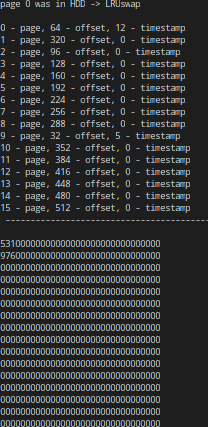 page 0 was in HDD -> LRUswap
0 - page, 64 - offset, 12 - timestamp
1 - page, 320 - offset, 0 - timestamp
2 - page, 96 - offset, 0 - timestamp
3 - page, 128 - offset, 0 - timestamp
4 - page, 160 - offset, 0 - timestamp
5 - page, 192 - offset, 0 - timestamp
6 - page, 224 - offset, 0 - timestamp
7 - page, 256 - offset, 0 - timestamp
8 - page, 288 - offset, 0 - timestamp
9 - page, 32 - offset, 5 - timestamp
10 - page, 352 - offset, 0 - timestamp
11 - page, 384 - offset, 0 - timestamp
12 - page, 416 - offset, 0 - timestamp
13 - page, 448 - offset, 0 - timestamp
14 - page, 480 - offset, 0 - timestamp
15 - page, 512 - offset, 0 - timestamp
-----------------------------------------
53100000000000000000000000000000
97600000000000000000000000000000
00000000000000000000000000000000
00000000000000000000000000000000
00000000000000000000000000000000
00000000000000000000000000000000
00000000000000000000000000000000
00000000000000000000000000000000
00000000000000000000000000000000
00000000000000000000000000000000
00000000000000000000000000000000
00000000000000000000000000000000
00000000000000000000000000000000
00000000000000000000000000000000
00000000000000000000000000000000
00000000000000000000000000000000